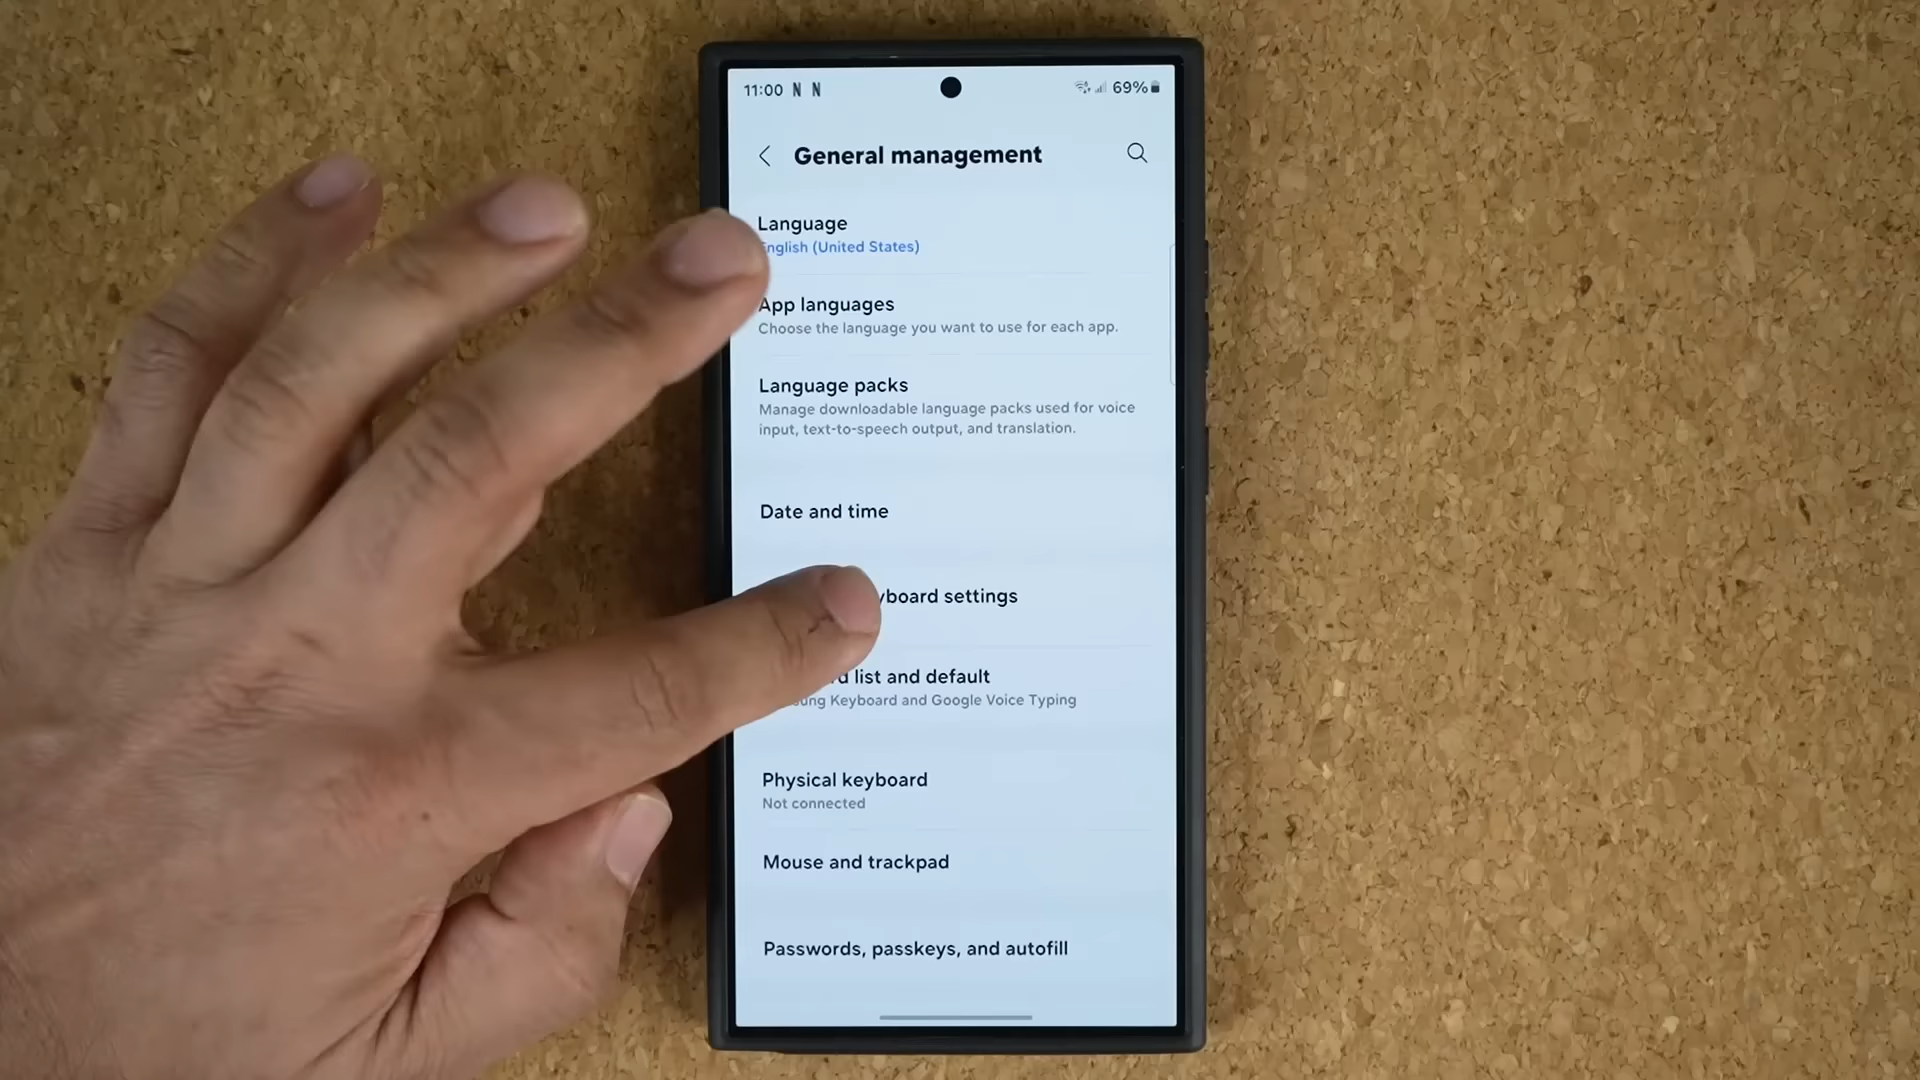 11:00 N N
69%
General management
Language
English (United States)
App languages
Choose the language you want to use for each app.
Language packs
Manage downloadable language packs used for voice
input, text-to-speech output, and translation.
Date and time
yboard settings
d list and default
ung Keyboard and Google Voice Typing
Physical keyboard
Not connected
Mouse and trackpad
Passwords, passkeys, and autofill